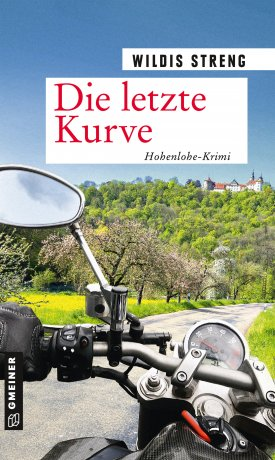 WILDIS STRENG
Die letzte
Kurve
Hohenlohe-Krimi
GMEINER